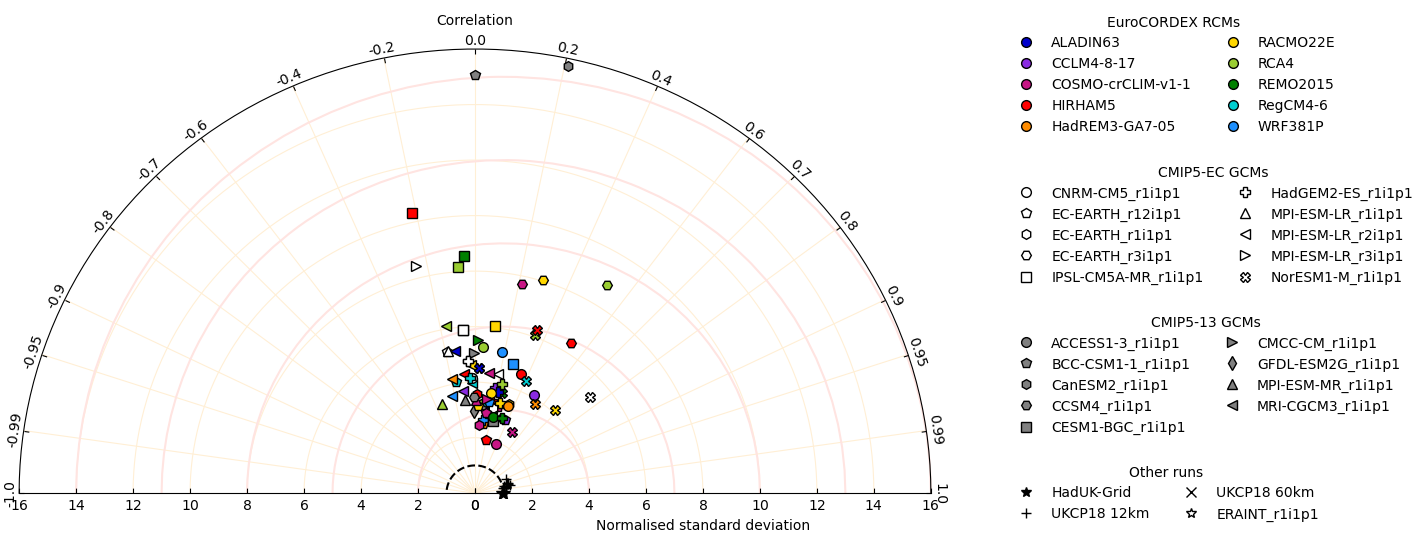 Correlation
0.0
-0.2
0.2
-0.4
0.4
-0.6
0.6
-0.7
0.7
-0.8
0.8
-0.9
0.9
-0.95
0.95
-0.99
0.99
-1.0
1.0
16 14 12 10 8 6 4 2 0 2 4 6 8 10 12 14 16
Normalised standard deviation
EuroCORDEX RCMs
ALADIN63 RACMO22E
CCLM4-8-17 RCA4
COSMO-crCLIM-v1-1 REMO2015
HIRHAM5 RegCM4-6
HadREM3-GA7-05 WRF381P
CMIP5-EC GCMs
CNRM-CM5_r1i1p1 HadGEM2-ES_r1i1p1
EC-EARTH_r12i1p1 MPI-ESM-LR_r1i1p1
EC-EARTH_r1i1p1 MPI-ESM-LR_r2i1p1
EC-EARTH_r3i1p1 MPI-ESM-LR_r3i1p1
IPSL-CM5A-MR_r1i1p1 NorESM1-M_r1i1p1
CMIP5-13 GCMs
ACCESS1-3_r1i1p1 CMCC-CM_r1i1p1
BCC-CSM1-1_r1i1p1 GFDL-ESM2G_r1i1p1
CanESM2_r1i1p1 MPI-ESM-MR_r1i1p1
CCSM4_r1i1p1 MRI-CGCM3_r1i1p1
CESM1-BGC_r1i1p1
Other runs
HadUK-Grid UKCP18 60km
UKCP18 12km ERAINT_r1i1p1